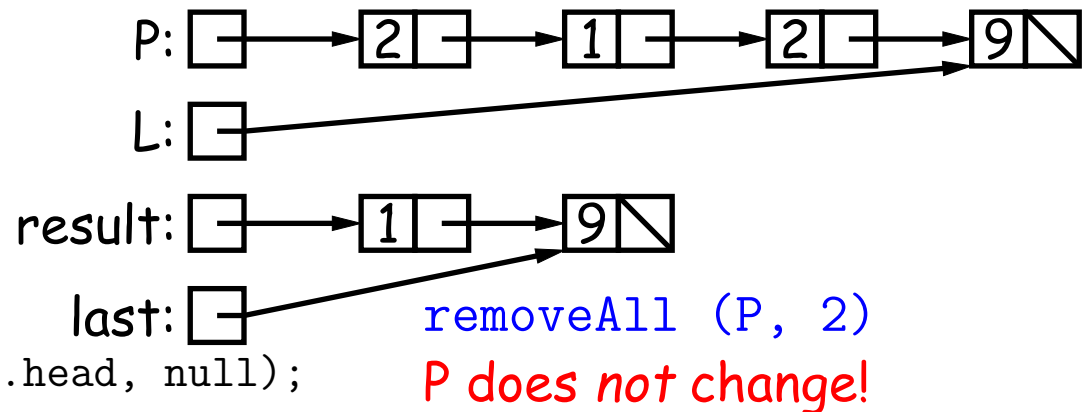 P: 2 1 2 9
L:
result: 1 9
last: removeAll (P, 2)
.head, null); P does not change!